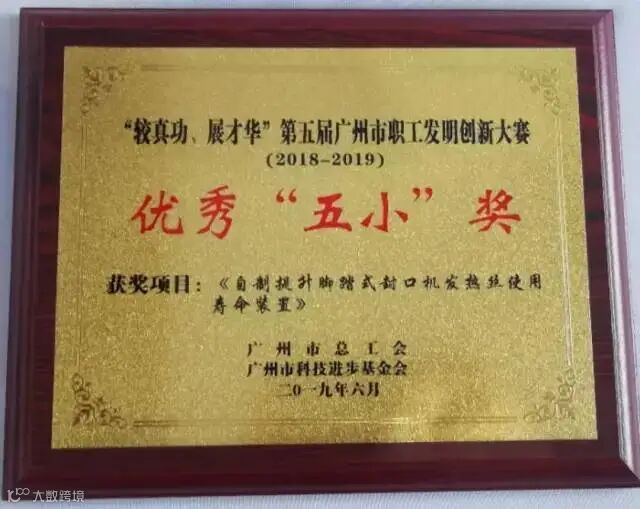 “较真功、展才华”第五届广州市职工发明创新大赛
(2018-2019)
优秀“五小”奖
获奖项目：《自制提升脚踏式封口机发热丝使用
寿命装置》
广州市总工会
广州市科技进步基金会
二〇一九年六月
大数跨境